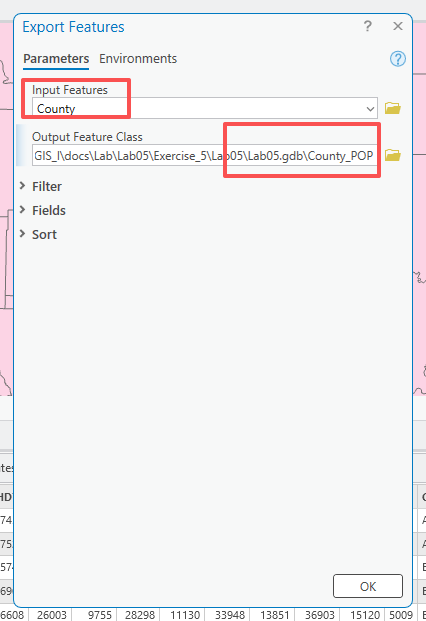 Export Features
?
Parameters Environments
Input Features
County
Output Feature Class
GIS_I\docs\Lab\Lab05\Exercise_5\Lab05\Lab05.gdb\County_POP
Filter
Fields
Sort
OK
6608 26003 9755 28298 11130 33948 13851 36903 15120 5009